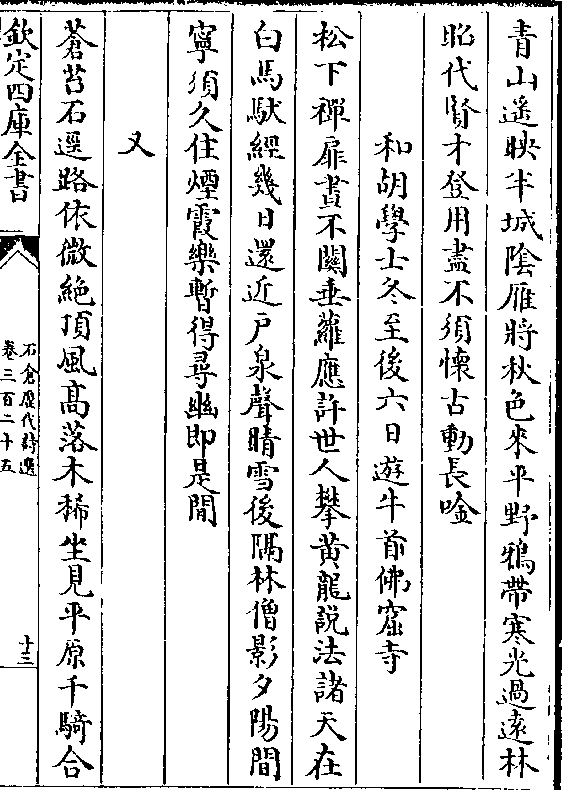 青山遥映半城陰雁將秋色來平野鴉帶寒光過遠林
昭代賢才登用盡不須懷古動長唫
和胡學士冬至後六日遊牛首佛窟寺
松下禪扉晝不關垂蘿應許世人攀黄龍説法諸天在
白馬馱經幾日還近戸泉聲晴雪後隔林僧影夕陽間
寧須久住煙霞樂暫得尋幽即是閒
又
蒼苔石逕路依微絶頂風髙落木稀坐見平原千騎合
欽定四庫全書
石倉歷代詩選
卷三百二十五
十三